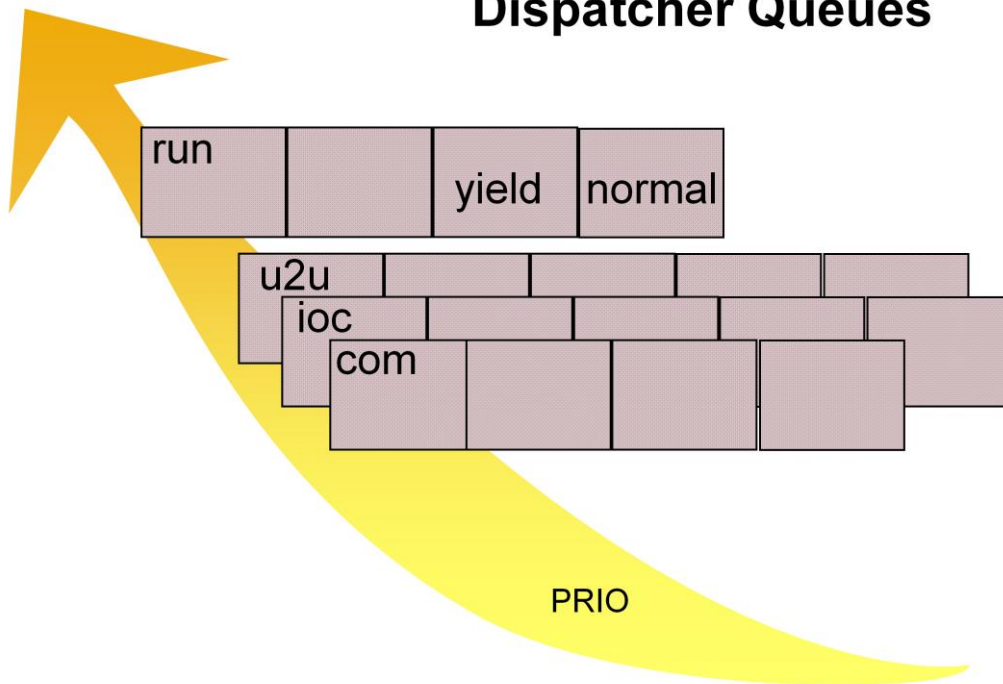 Dispatcher Queues
run
yield normal
u2u
ioc
com
PRIO